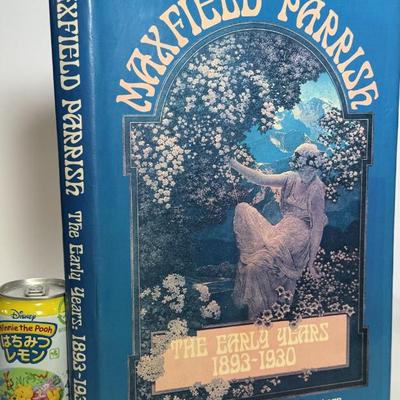 MAXFIELD PARRISH
THE EARLY YEARS
1893-1930
MAXFIELD PARRISH The Early Years: 1893-193
Disney
Winnie the Pooh
はちみつ
レモン